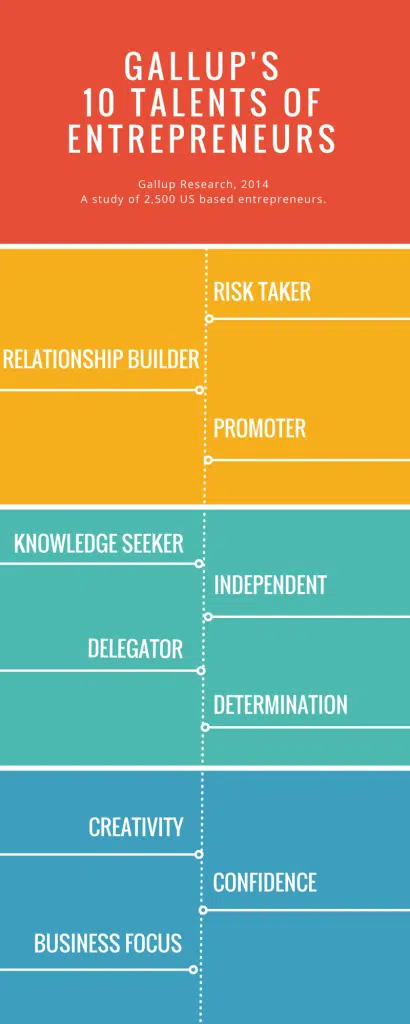 GALLUP'S
10 TALENTS OF
ENTREPRENEURS
Gallup Research, 2014
A study of 2,500 US based entrepreneurs.
RISK TAKER
RELATIONSHIP BUILDER
PROMOTER
KNOWLEDGE SEEKER
INDEPENDENT
DELEGATOR
DETERMINATION
CREATIVITY
CONFIDENCE
BUSINESS FOCUS